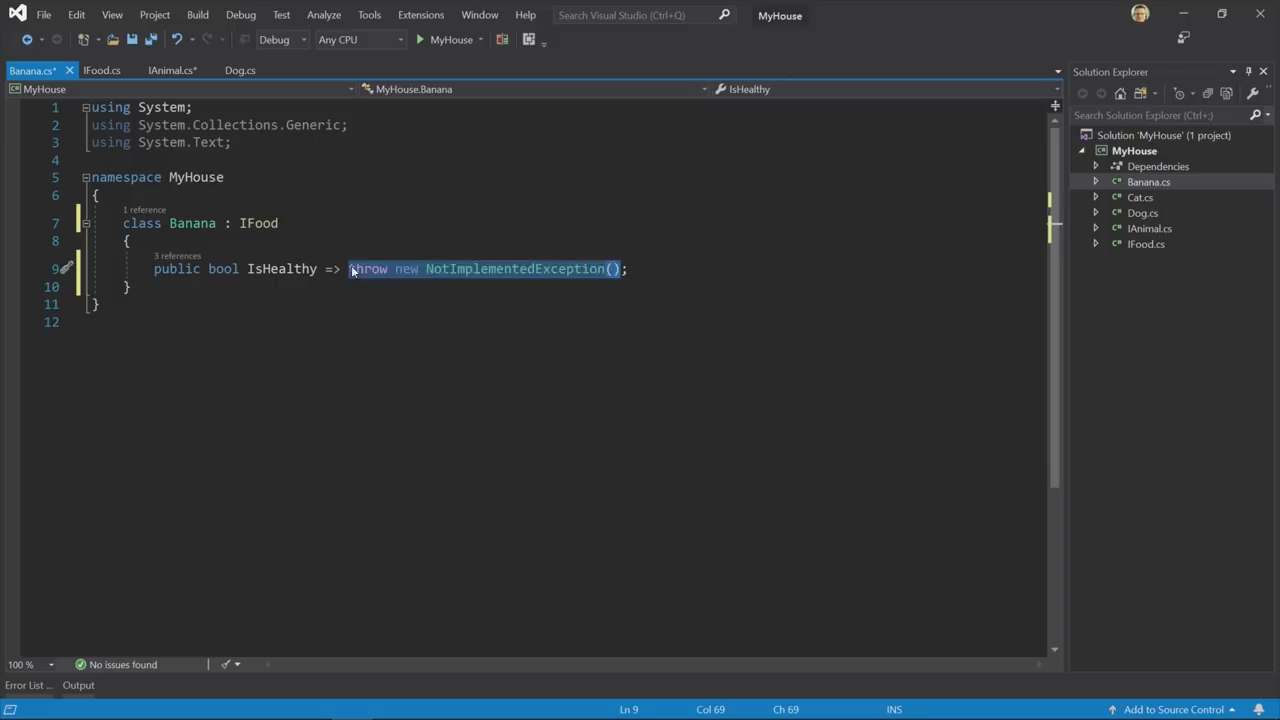 File Edit View Project Build Debug Test Analyze Tools Extensions Window Help Search Visual Studio (Ctrl+Q) MyHouse
Debug Any CPU MyHouse
Banana.cs* IFood.cs IAnimal.cs* Dog.cs
MyHouse MyHouse.Banana IsHealthy
1 using System;
2 using System.Collections.Generic;
3 using System.Text;
4
5 namespace MyHouse
6 {
1 reference
7 class Banana : IFood
8 {
3 references
9 public bool IsHealthy => throw new NotImplementedException();
10 }
11 }
12
Solution Explorer
Search Solution Explorer (Ctrl+;)
Solution 'MyHouse' (1 project)
MyHouse
Dependencies
Banana.cs
Cat.cs
Dog.cs
IAnimal.cs
IFood.cs
100 % No issues found
Error List ... Output
Ln 9 Col 69 Ch 69 INS Add to Source Control